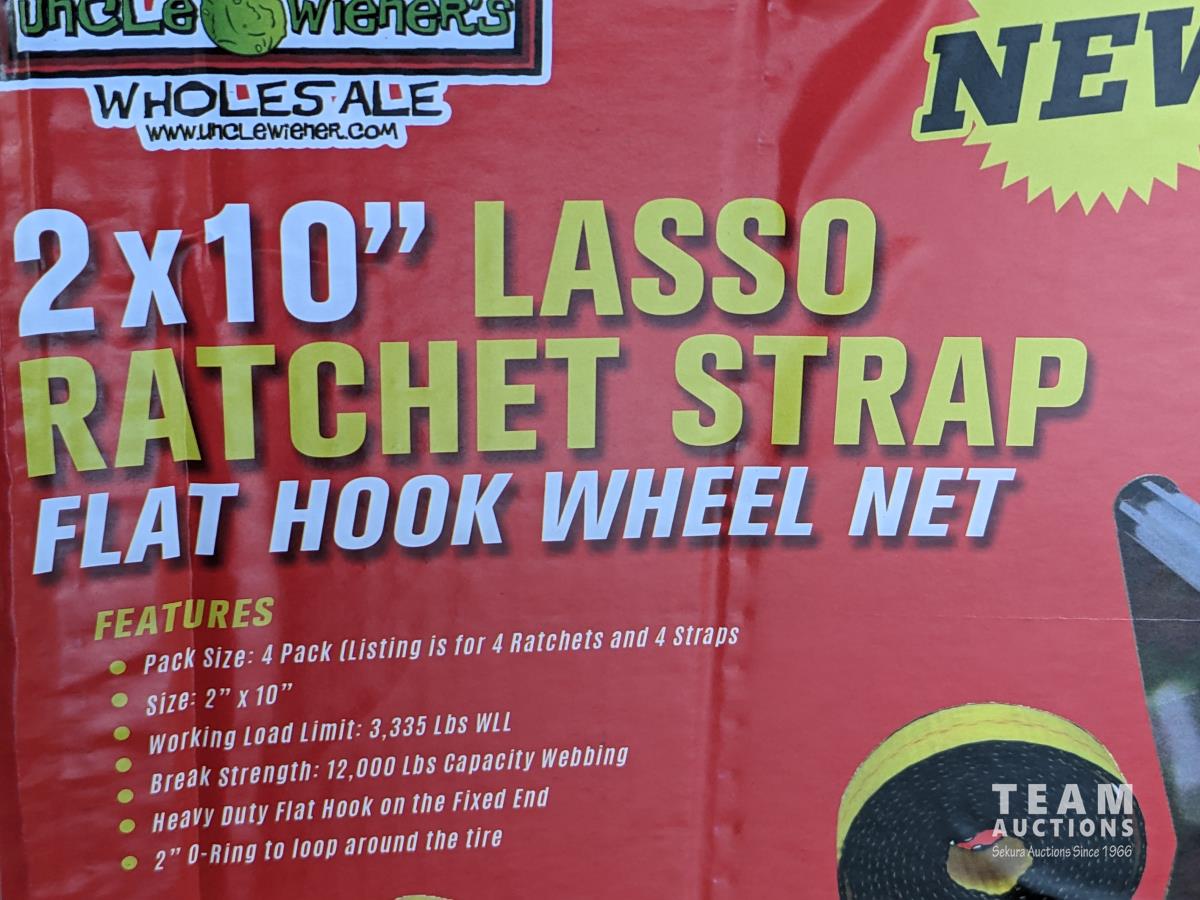 UNCLE WIENER'S
WHOLESALE
WWW.UNCLEWIENER.COM
NEW
2x10” LASSO
RATCHET STRAP
FLAT HOOK WHEEL NET
FEATURES
Pack Size: 4 Pack (Listing is for 4 Ratchets and 4 Straps
Size: 2” x 10”
Working Load Limit: 3,335 Lbs WLL
Break Strength: 12,000 Lbs Capacity Webbing
Heavy Duty Flat Hook on the Fixed End
2” O-Ring to loop around the tire
TEAM
AUCTIONS
Sekura Auctions Since 1966